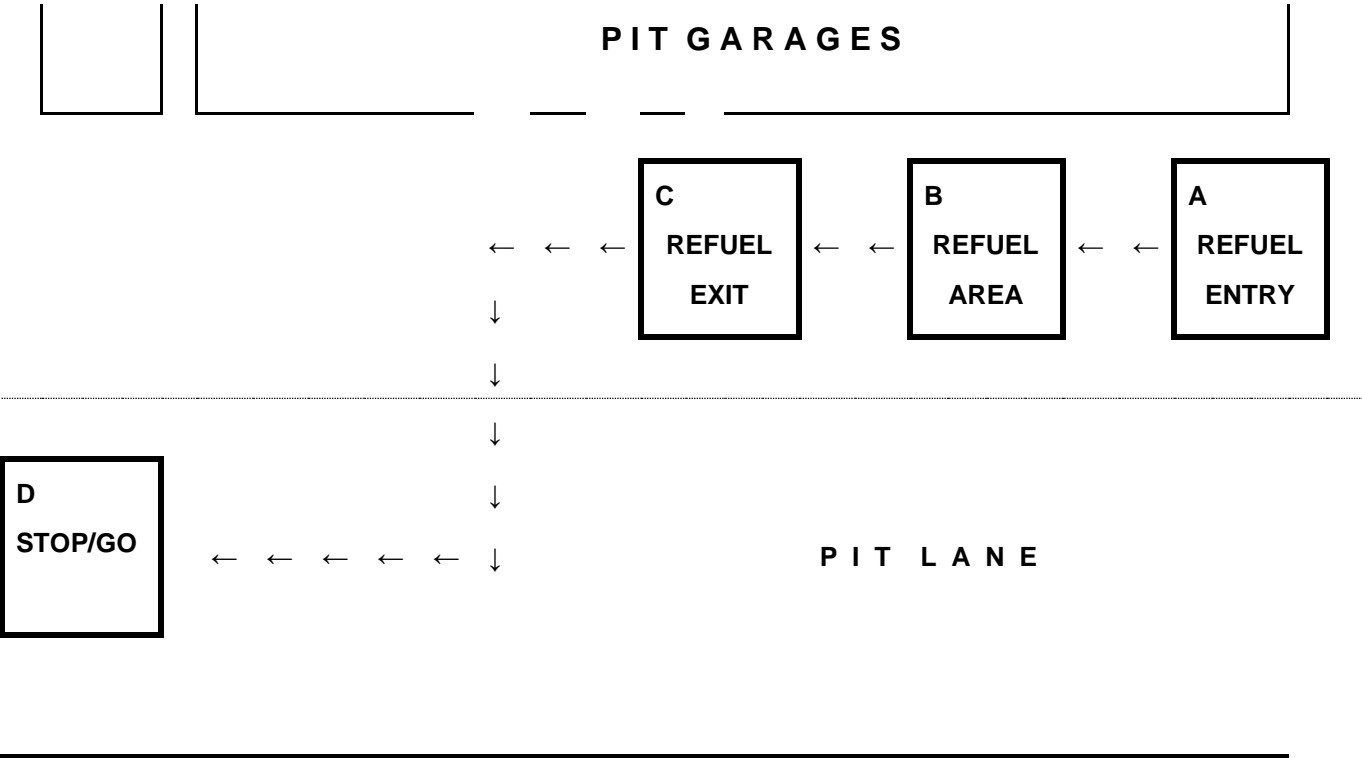 PIT GARAGES
C
REFUEL
EXIT
← ← ←
B
REFUEL
AREA
← ←
A
REFUEL
ENTRY
← ←
↓
↓
↓
↓
↓
D
STOP/GO
← ← ← ← ←
PIT LANE